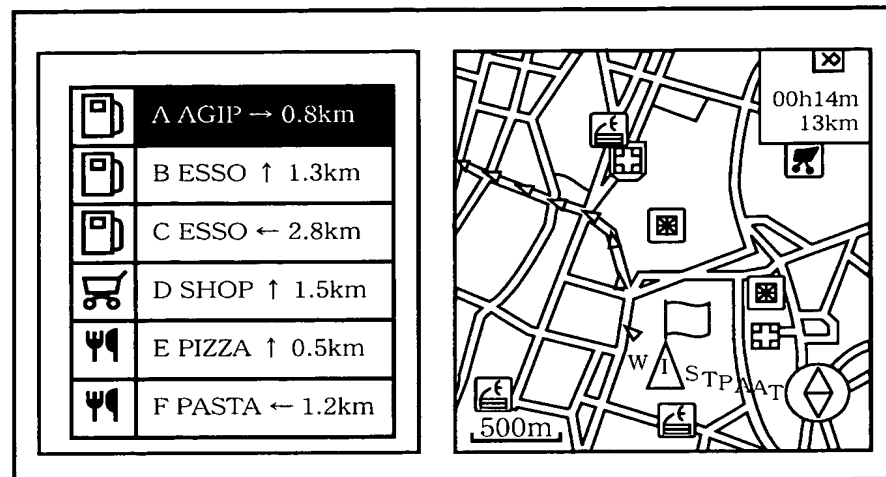 A AGIP → 0.8km
B ESSO ↑ 1.3km
C ESSO ← 2.8km
D SHOP ↑ 1.5km
E PIZZA ↑ 0.5km
F PASTA ← 1.2km
00h14m
13km
W I STPAAT
500m